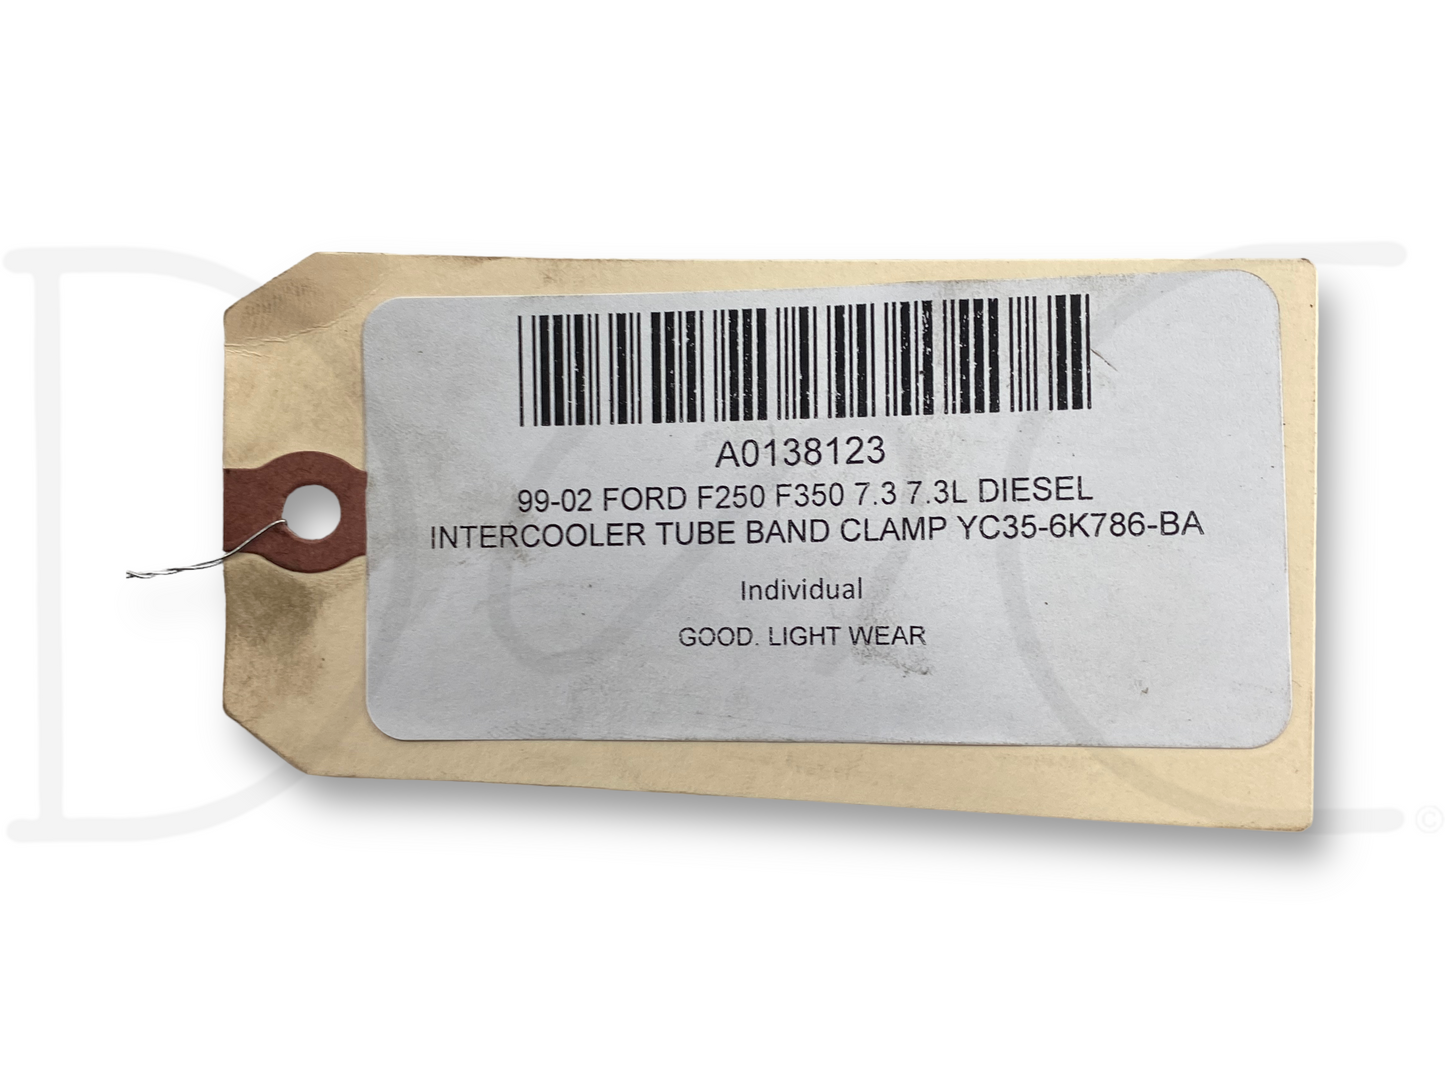 A0138123
99-02 FORD F250 F350 7.3 7.3L DIESEL
INTERCOOLER TUBE BAND CLAMP YC35-6K786-BA
Individual
GOOD. LIGHT WEAR
©